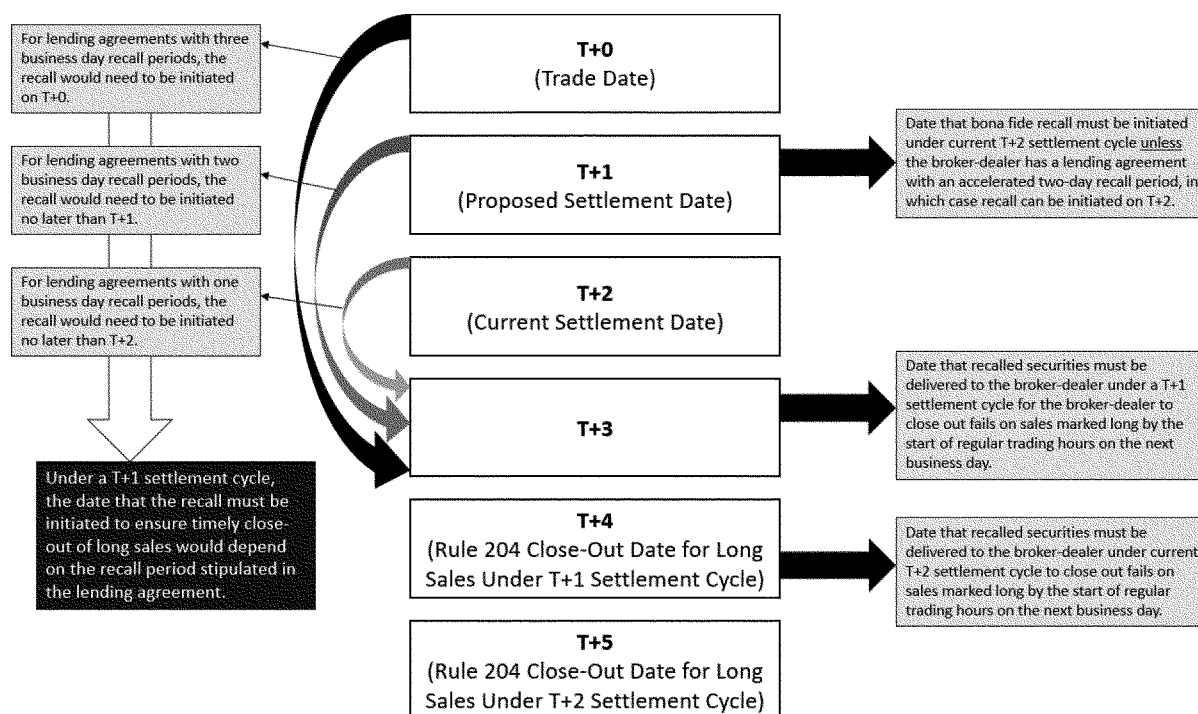 For lending agreements with three
business day recall periods, the
recall would need to be initiated
on T+0.
For lending agreements with two
business day recall periods, the
recall would need to be initiated
no later than T+1.
For lending agreements with one
business day recall periods, the
recall would need to be initiated
no later than T+2.
Under a T+1 settlement cycle,
the date that the recall must be
initiated to ensure timely close-
out of long sales would depend
on the recall period stipulated in
the lending agreement.
T+0
(Trade Date)
T+1
(Proposed Settlement Date)
T+2
(Current Settlement Date)
T+3
T+4
(Rule 204 Close-Out Date for Long
Sales Under T+1 Settlement Cycle)
T+5
(Rule 204 Close-Out Date for Long
Sales Under T+2 Settlement Cycle)
Date that bona fide recall must be initiated
under current T+2 settlement cycle unless
the broker-dealer has a lending agreement
with an accelerated two-day recall period, in
which case recall can be initiated on T+2.
Date that recalled securities must be
delivered to the broker-dealer under a T+1
settlement cycle for the broker-dealer to
close out fails on sales marked long by the
start of regular trading hours on the next
business day.
Date that recalled securities must be
delivered to the broker-dealer under current
T+2 settlement cycle to close out fails on
sales marked long by the start of regular
trading hours on the next business day.